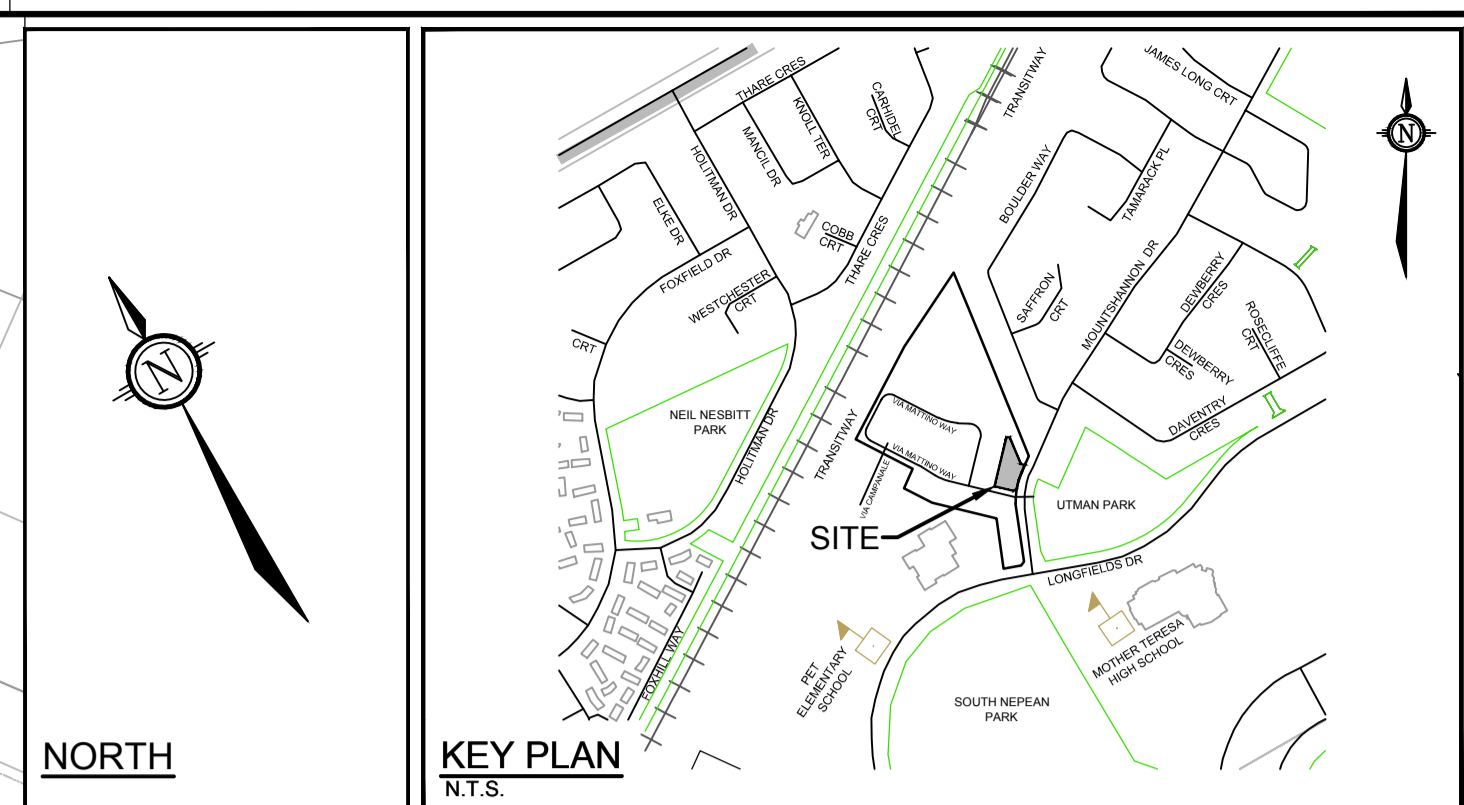 N
NORTH
THARE CRES
CARHIDEL
CRT
KNOLL TER
MANCIL DR
HOLITMAN DR
ELKE DR
COBB
CRT
FOXFIELD DR
WESTCHESTER
CRT
THARE CRES
TRANSITWAY
JAMES LONG CRT
N
BOULDER WAY
TAMARACK PL
MOUNTSHANNON DR
DEWBERRY
CRES
SAFFRON
CRT
ROSECLIFFE
CRT
DEWBERRY
CRES
DAVENTRY
CRES
CRT
NEIL NESBITT
PARK
HOLITMAN DR
TRANSITWAY
VIA MATTINO WAY
VIA MATTINO WAY
VIA CAMPANALE
UTMAN PARK
SITE
LONGFIELDS DR
FOXHILL WAY
PET
ELEMENTARY
SCHOOL
MOTHER TERESA
HIGH SCHOOL
SOUTH NEPEAN
PARK
KEY PLAN
N.T.S.